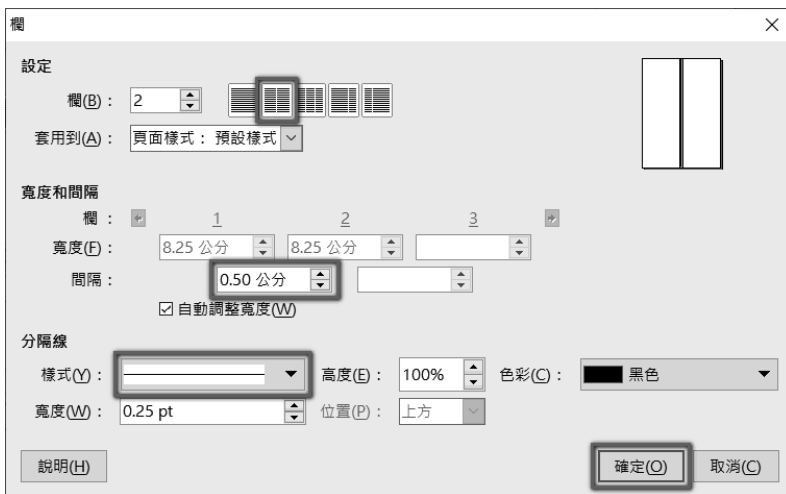 欄
設定
欄(B)： 2
套用到(A)： 頁面樣式： 預設樣式
寬度和間隔
欄： 1 2 3
寬度(F)： 8.25 公分 8.25 公分
間隔： 0.50 公分
自動調整寬度(W)
分隔線
樣式(Y)： 高度(E)： 100% 色彩(C)： 黑色
寬度(W)： 0.25 pt 位置(P)： 上方
說明(H) 確定(O) 取消(C)